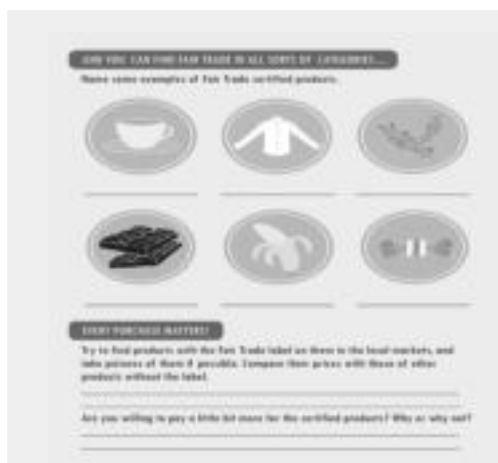 AND YOU CAN FIND FAIR TRADE IN ALL SORTS OF CATEGORIES...
Name some examples of Fair Trade certified products.
EVERY PURCHASE MATTERS!
Try to find products with the Fair Trade label on them in the local markets, and
take pictures of them if possible. Compare their prices with those of other
products without the label.
Are you willing to pay a little bit more for the certified products? Why or why not?